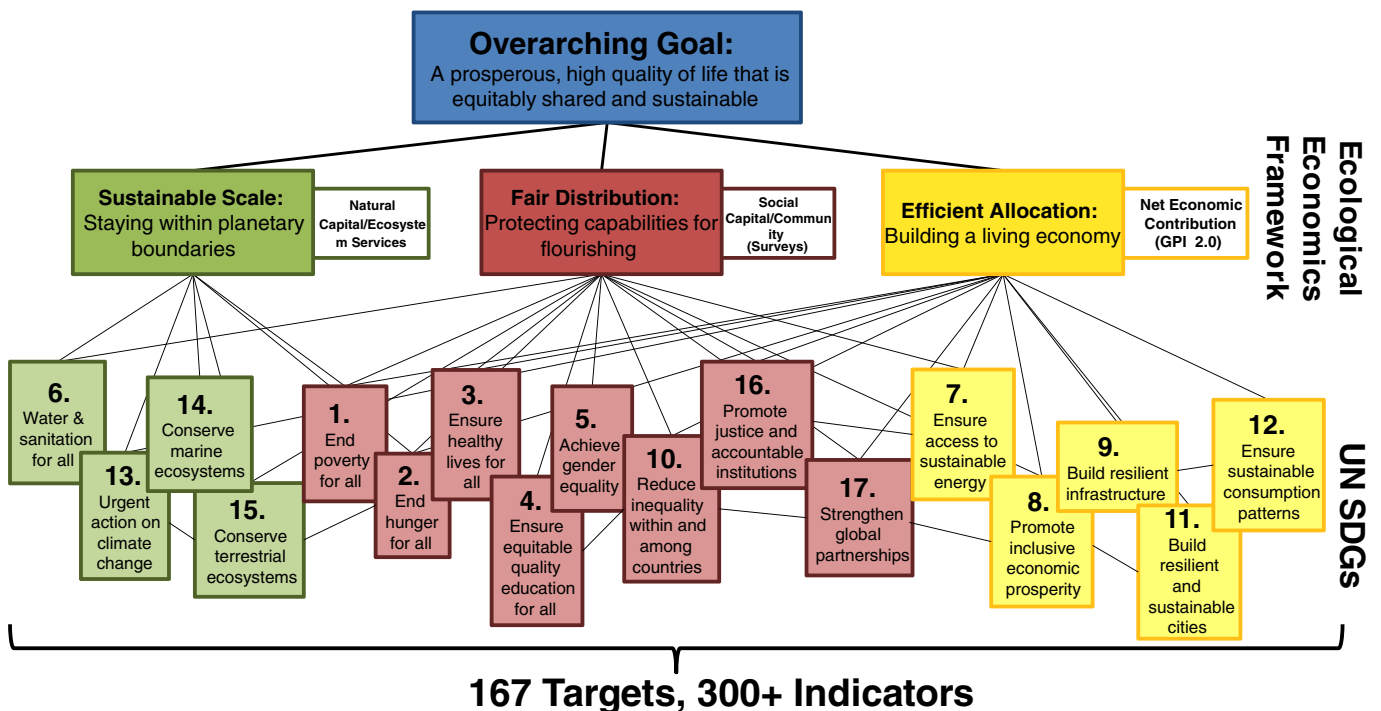 Overarching Goal:
A prosperous, high quality of life that is
equitably shared and sustainable
Sustainable Scale:
Staying within planetary
boundaries
Natural
Capital/Ecosyste
m Services
Fair Distribution:
Protecting capabilities for
flourishing
Social
Capital/Commun
ity
(Surveys)
Efficient Allocation:
Building a living economy
Net Economic
Contribution
(GPI 2.0)
Ecological
Economics
Framework
6.
Water &
sanitation
for all
13.
Urgent
action on
climate
change
14.
Conserve
marine
ecosystems
15.
Conserve
terrestrial
ecosystems
1.
End
poverty
for all
2.
End
hunger
for all
3.
Ensure
healthy
lives for
all
4.
Ensure
equitable
quality
education
for all
5.
Achieve
gender
equality
10.
Reduce
inequality
within and
among
countries
16.
Promote
justice and
accountable
institutions
17.
Strengthen
global
partnerships
7.
Ensure
access to
sustainable
energy
8.
Promote
inclusive
economic
prosperity
9.
Build resilient
infrastructure
11.
Build
resilient
and
sustainable
cities
12.
Ensure
sustainable
consumption
patterns
UN SDGs
167 Targets, 300+ Indicators